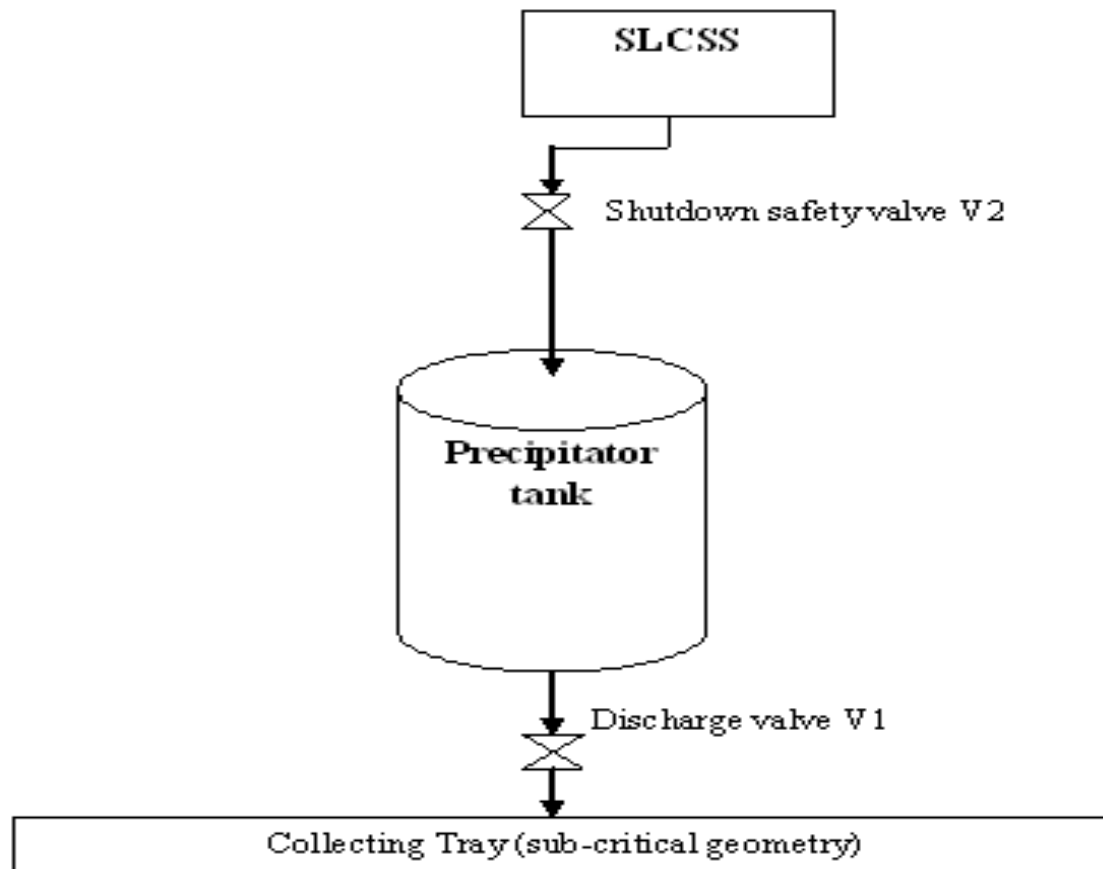 SLCSS
Shutdown safety valve V2
Precipitator
tank
Discharge valve V1
Collecting Tray (sub-critical geometry)